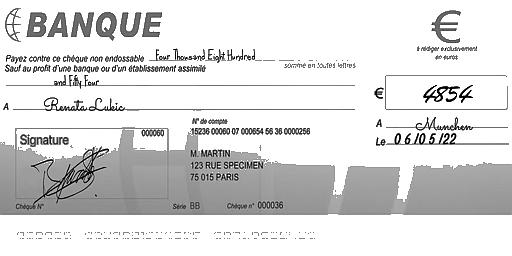 BANQUE
€
à rédiger exclusivement
en euros
Payez contre ce chèque non endossable Four Thousand Eight Hundred
Sauf au profit d'une banque ou d'un établissement assimilé
somme en toutes lettres
and Fifty Four
€ 4854
A Renata Lukic
A Munchen
Le 06/05/22
Signature
000060
N° de compte
15236 00060 07 000654 56 36 0000256
M. MARTIN
123 RUE SPECIMEN
75 015 PARIS
Chèque N°
Série BB
Chèque n° 000036